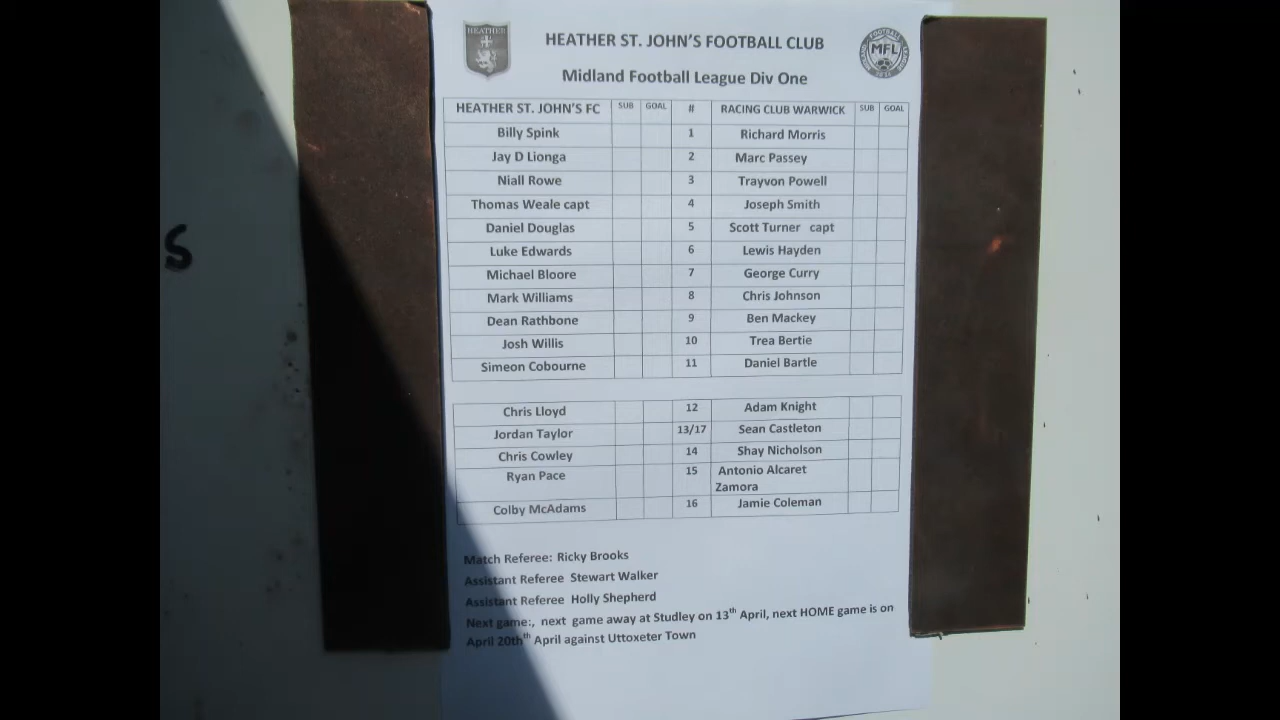 HEATHER
HEATHER ST. JOHN'S FOOTBALL CLUB
MFL
Midland Football League Div One
HEATHER ST. JOHN'S FC SUB GOAL # RACING CLUB WARWICK SUB GOAL
Billy Spink 1 Richard Morris
Jay D Lionga 2 Marc Passey
Niall Rowe 3 Trayvon Powell
Thomas Weale capt 4 Joseph Smith
Daniel Douglas 5 Scott Turner capt
Luke Edwards 6 Lewis Hayden
Michael Bloore 7 George Curry
Mark Williams 8 Chris Johnson
Dean Rathbone 9 Ben Mackey
Josh Willis 10 Trea Bertie
Simeon Cobourne 11 Daniel Bartle
Chris Lloyd 12 Adam Knight
Jordan Taylor 13/17 Sean Castleton
Chris Cowley 14 Shay Nicholson
Ryan Pace 15 Antonio Alcaret
Zamora
Colby McAdams 16 Jamie Coleman
Match Referee: Ricky Brooks
Assistant Referee Stewart Walker
Assistant Referee Holly Shepherd
Next game:, next game away at Studley on 13th April, next HOME game is on
April 20th April against Uttoxeter Town
S